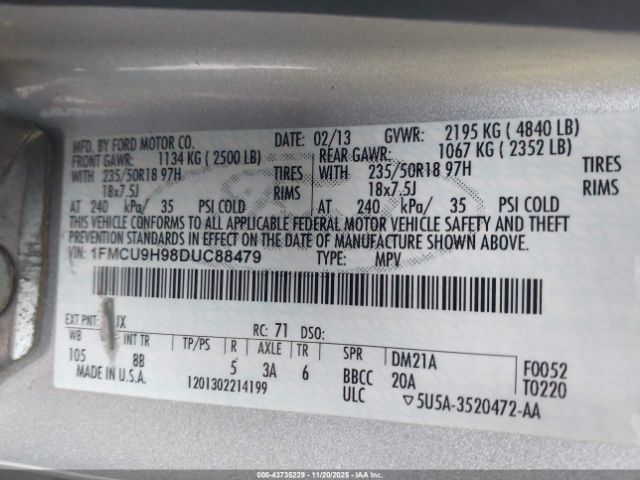 MFD. BY FORD MOTOR CO. DATE: 02/13 GVWR: 2195 KG ( 4840 LB)
FRONT GAWR: 1134 KG ( 2500 LB) REAR GAWR: 1067 KG ( 2352 LB)
WITH 235/50R18 97H TIRES WITH 235/50R18 97H TIRES
18x7.5J RIMS 18x7.5J RIMS
AT 240 kPa/ 35 PSI COLD AT 240 kPa/ 35 PSI COLD
THIS VEHICLE CONFORMS TO ALL APPLICABLE FEDERAL MOTOR VEHICLE SAFETY AND THEFT
PREVENTION STANDARDS IN EFFECT ON THE DATE OF MANUFACTURE SHOWN ABOVE.
VIN: 1FMCU9H98DUC88479 TYPE: MPV
EXT PNT: UX RC: 71 DSO:
WB INT TR TP/PS R AXLE TR SPR DM21A F0052
105 BB 5 3A 6 BBCC 20A T0220
MADE IN U.S.A. 1201302214199 ULC ▽5U5A-3520472-AA
#: 000-43735229 - 11/20/2025 - IAAI.COM